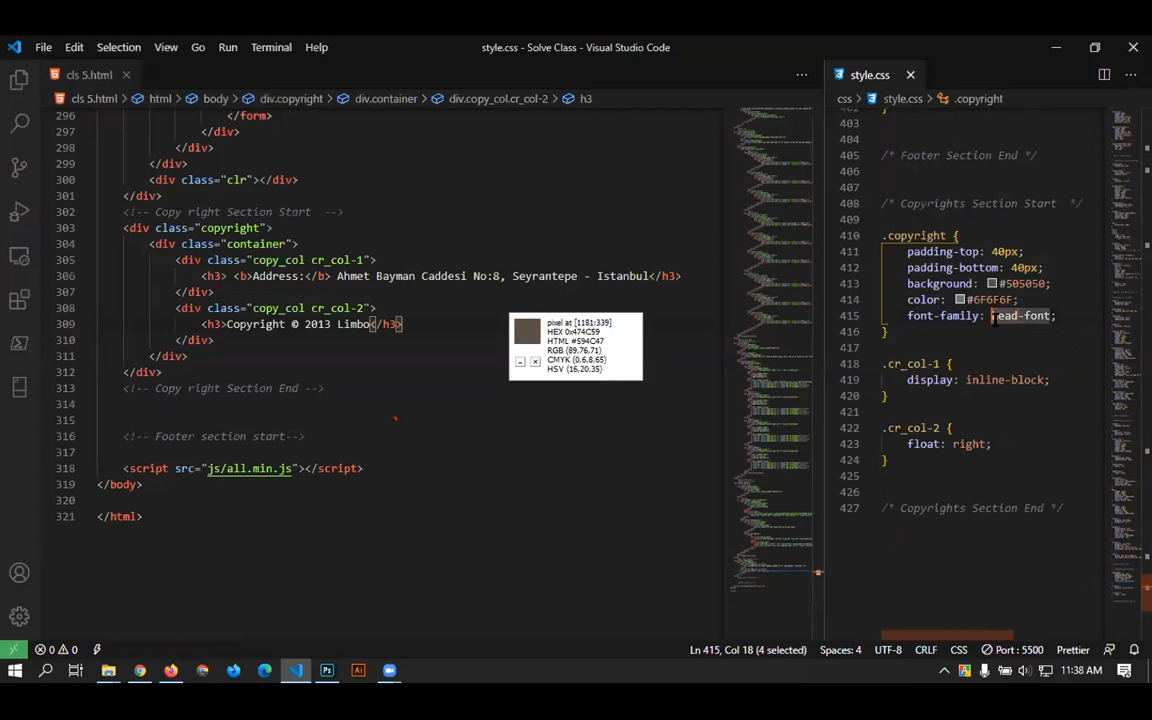 File Edit Selection View Go Run Terminal Help
style.css - Solve Class - Visual Studio Code
cls 5.html
cls 5.html > html > body > div.copyright > div.container > div.copy_col.cr_col-2 > h3
296 </form>
297 </div>
298 </div>
299 </div>
300 <div class="clr"></div>
301 </div>
302 <!-- Copy right Section Start -->
303 <div class="copyright">
304 <div class="container">
305 <div class="copy_col cr_col-1">
306 <h3> <b>Address:</b> Ahmet Bayman Caddesi No:8, Seyrantepe - Istanbul</h3>
307 </div>
308 <div class="copy_col cr_col-2">
309 <h3>Copyright © 2013 Limbo</h3>
310 </div>
311 </div>
312 </div>
313 <!-- Copy right Section End -->
314
315
316 <!-- Footer section start-->
317
318 <script src="js/all.min.js"></script>
319 </body>
320
321 </html>
pixel at [1181:339]
HEX 0x474C59
HTML #594C47
RGB (89,76,71)
CMYK (0,6,8,65)
HSV (16,20,35)
style.css
css > style.css > .copyright
402 }
403
404
405 /* Footer Section End */
406
407
408 /* Copyrights Section Start */
409
410 .copyright {
411 padding-top: 40px;
412 padding-bottom: 40px;
413 background: #505050;
414 color: #6F6F6F;
415 font-family: ead-font;
416 }
417
418 .cr_col-1 {
419 display: inline-block;
420 }
421
422 .cr_col-2 {
423 float: right;
424 }
425
426
427 /* Copyrights Section End */
0 0
Ln 415, Col 18 (4 selected) Spaces: 4 UTF-8 CRLF CSS Port : 5500 Prettier
Ps Ai
11:38 AM